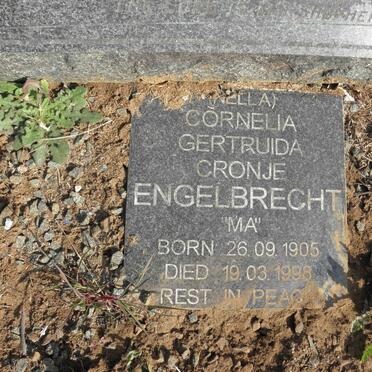 (NELLA)
CORNELIA
GERTRUIDA
CRONJE
ENGELBRECHT
"MA"
BORN 26.09.1905
DIED 19.03.1998
REST IN PEACE